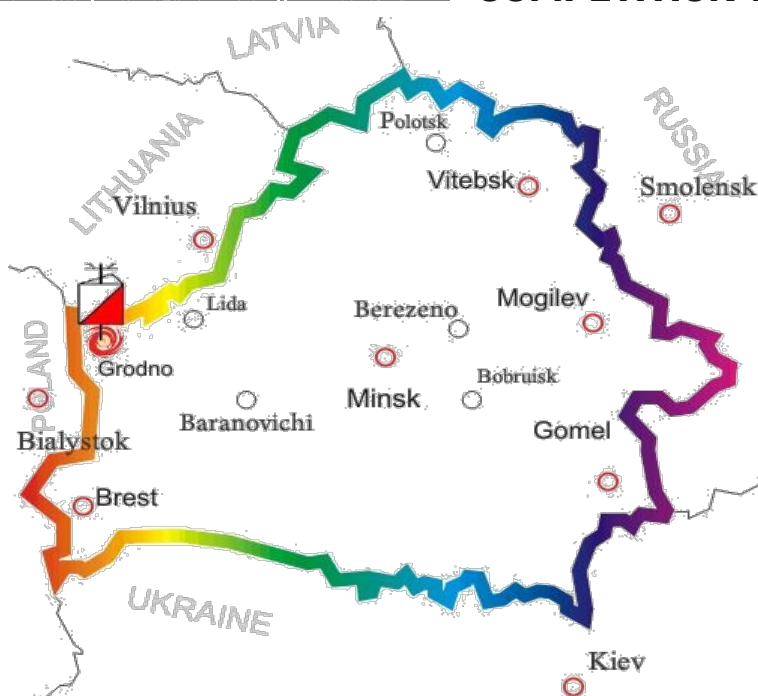 LATVIA
Polotsk
RUSSIA
LITHUANIA
Vitebsk
Smolensk
Vilnius
Lida
Berezeno
Mogilev
POLAND
Grodno
Minsk
Bobruisk
Baranovichi
Gomel
Bialystok
Brest
UKRAINE
Kiev